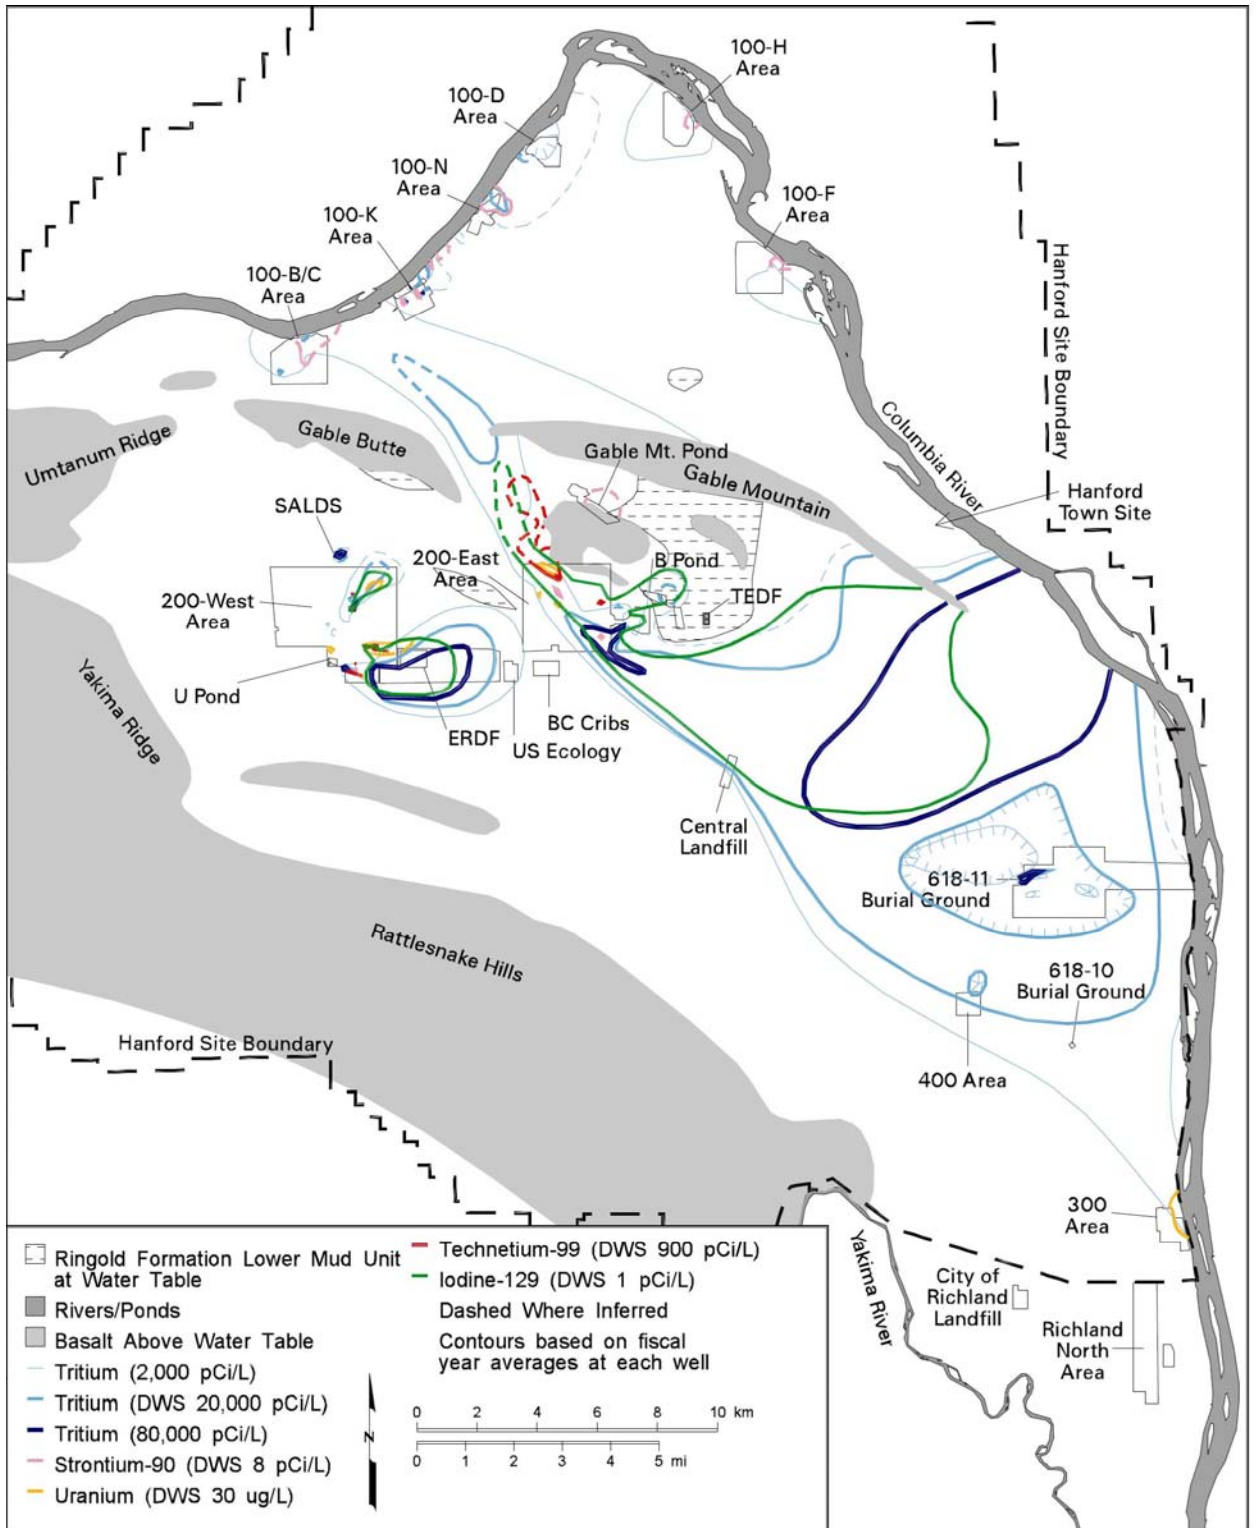 100-H
Area
100-D
Area
100-N
Area
100-F
Area
100-K
Area
100-B/C
Area
Hanford Site Boundary
Columbia River
Umtanum Ridge
Gable Butte
Gable Mt. Pond
Gable Mountain
Hanford
Town Site
SALDS
200-East
Area
B Pond
TEDF
200-West
Area
U Pond
Yakima Ridge
ERDF
BC Cribs
US Ecology
Central
Landfill
618-11
Burial Ground
Rattlesnake Hills
618-10
Burial Ground
Hanford Site Boundary
400 Area
300
Area
Yakima River
City of
Richland
Landfill
Richland
North
Area
Ringold Formation Lower Mud Unit
at Water Table
Rivers/Ponds
Basalt Above Water Table
Tritium (2,000 pCi/L)
Tritium (DWS 20,000 pCi/L)
Tritium (80,000 pCi/L)
Strontium-90 (DWS 8 pCi/L)
Uranium (DWS 30 ug/L)
Technetium-99 (DWS 900 pCi/L)
Iodine-129 (DWS 1 pCi/L)
Dashed Where Inferred
Contours based on fiscal
year averages at each well
N
0 2 4 6 8 10 km
0 1 2 3 4 5 mi